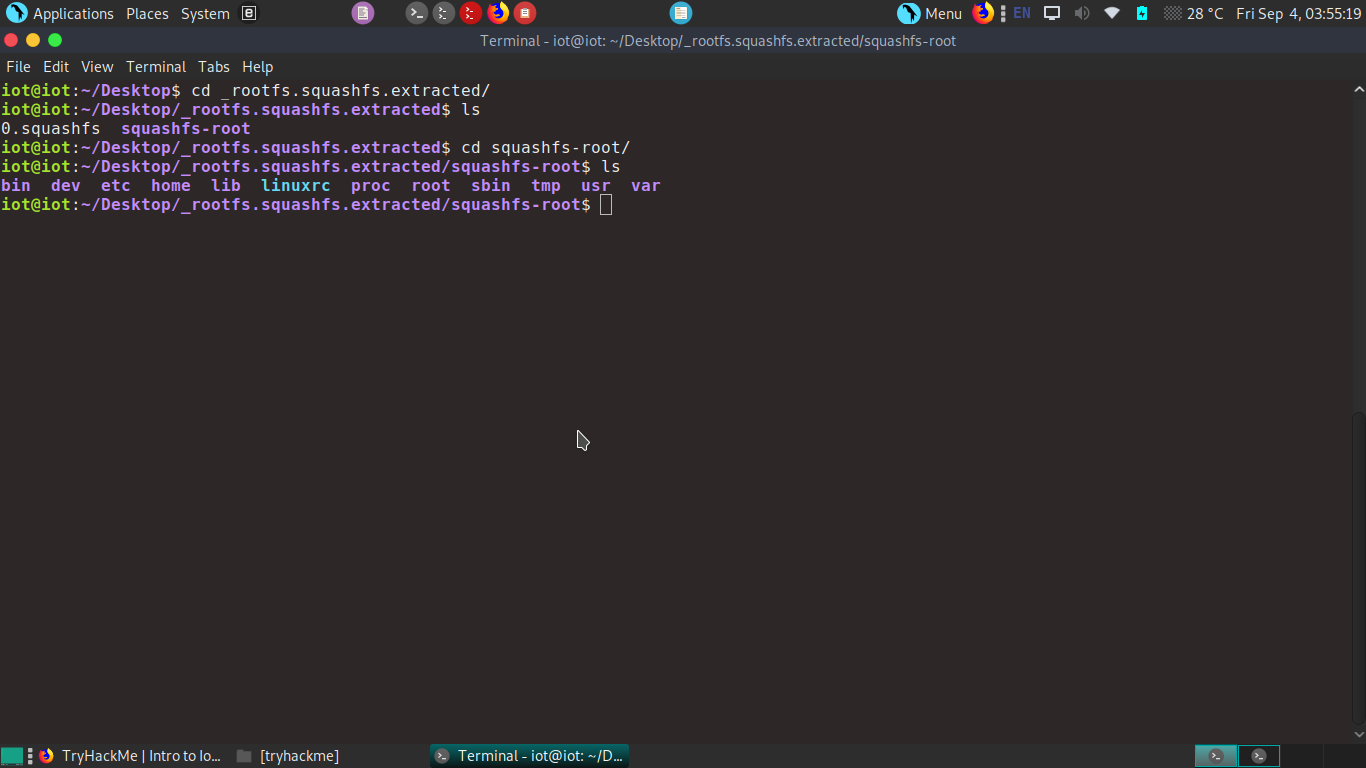 Applications Places System Menu EN 28 °C Fri Sep 4, 03:55:19
Terminal - iot@iot: ~/Desktop/_rootfs.squashfs.extracted/squashfs-root
File Edit View Terminal Tabs Help
iot@iot:~/Desktop$ cd _rootfs.squashfs.extracted/
iot@iot:~/Desktop/_rootfs.squashfs.extracted$ ls
0.squashfs  squashfs-root
iot@iot:~/Desktop/_rootfs.squashfs.extracted$ cd squashfs-root/
iot@iot:~/Desktop/_rootfs.squashfs.extracted/squashfs-root$ ls
bin  dev  etc  home  lib  linuxrc  proc  root  sbin  tmp  usr  var
iot@iot:~/Desktop/_rootfs.squashfs.extracted/squashfs-root$
TryHackMe | Intro to Io... [tryhackme] Terminal - iot@iot: ~/D...